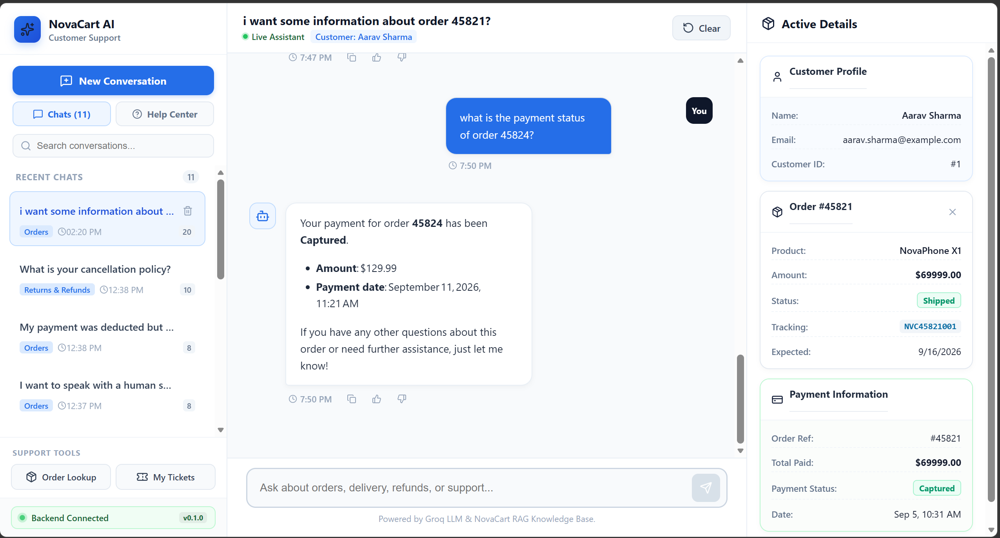 NovaCart AI
Customer Support
New Conversation
Chats (11)
Help Center
Search conversations...
RECENT CHATS
11
i want some information about ...
Orders
02:20 PM
20
What is your cancellation policy?
Returns & Refunds
12:38 PM
10
My payment was deducted but ...
Orders
12:38 PM
8
I want to speak with a human s...
Orders
12:37 PM
8
SUPPORT TOOLS
Order Lookup
My Tickets
Backend Connected
v0.1.0
i want some information about order 45821?
Live Assistant
Customer: Aarav Sharma
Clear
7:47 PM
You
what is the payment status
of order 45824?
7:50 PM
Your payment for order 45824 has been
Captured.
• Amount: $129.99
• Payment date: September 11, 2026,
11:21 AM
If you have any other questions about this
order or need further assistance, just let me
know!
7:50 PM
Ask about orders, delivery, refunds, or support...
Powered by Groq LLM & NovaCart RAG Knowledge Base.
Active Details
Customer Profile
Name: Aarav Sharma
Email: aarav.sharma@example.com
Customer ID: #1
Order #45821
Product: NovaPhone X1
Amount: $69999.00
Status: Shipped
Tracking: NVC45821001
Expected: 9/16/2026
Payment Information
Order Ref: #45821
Total Paid: $69999.00
Payment Status: Captured
Date: Sep 5, 10:31 AM